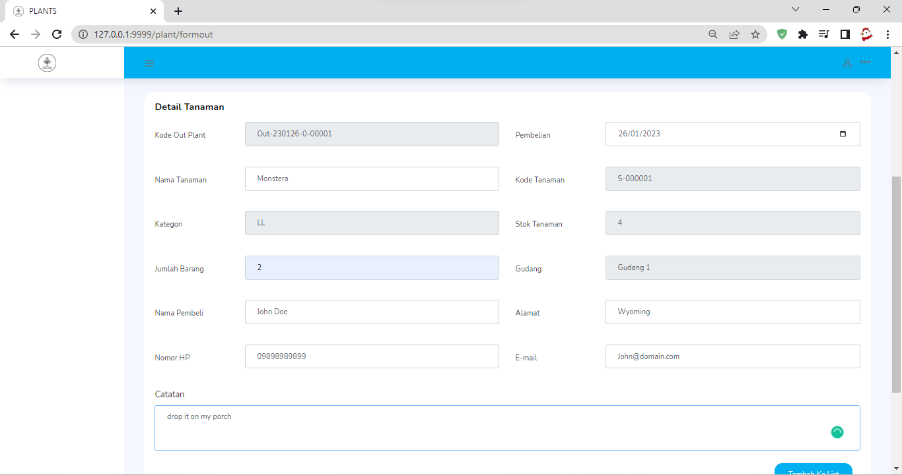 PLANTS
127.0.0.1:9999/plant/formout
Detail Tanaman
Kode Out Plant Out-230126-0-00001 Pembelian 26/01/2023
Nama Tanaman Monstera Kode Tanaman S-000001
Kategori LL Stok Tanaman 4
Jumlah Barang 2 Gudang Gudang 1
Nama Pembeli John Doe Alamat Wyoming
Nomor HP 09898989899 E-mail John@domain.com
Catatan
drop it on my porch
Tambah Ke List